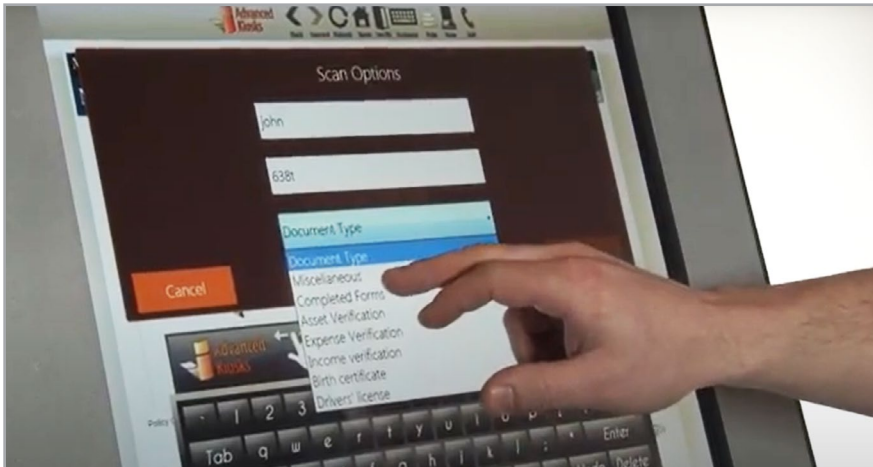 Advanced
Kiosks
Scan Options
john
638t
Document Type
Document Type
Miscellaneous
Completed Forms
Asset Verification
Expense Verification
Income verification
Birth certificate
Drivers' license
Cancel
Advanced
Kiosks
1 2 3
Tab q w e r t y u i o p
Enter
Delete